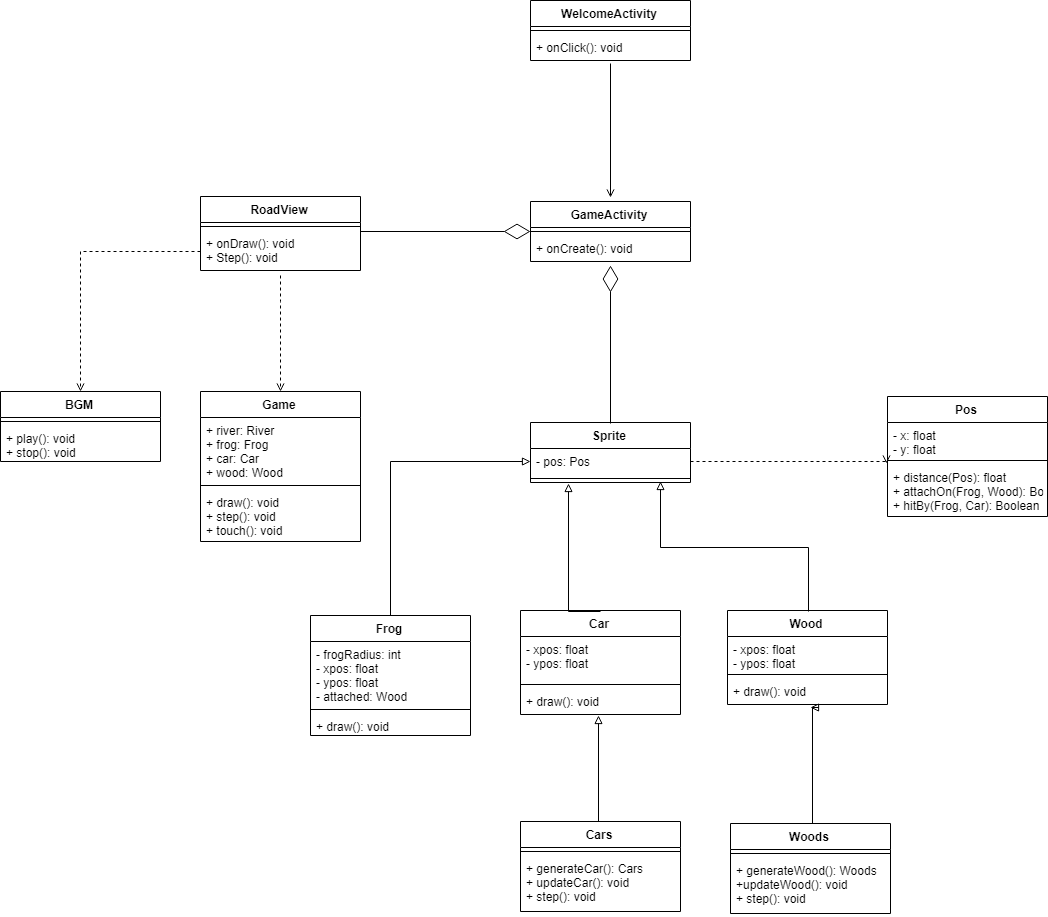 WelcomeActivity
+ onClick(): void
RoadView
+ onDraw(): void
+ Step(): void
GameActivity
+ onCreate(): void
BGM
+ play(): void
+ stop(): void
Game
+ river: River
+ frog: Frog
+ car: Car
+ wood: Wood
+ draw(): void
+ step(): void
+ touch(): void
Sprite
- pos: Pos
Pos
- x: float
- y: float
+ distance(Pos): float
+ attachOn(Frog, Wood): Bo
+ hitBy(Frog, Car): Boolean
Frog
- frogRadius: int
- xpos: float
- ypos: float
- attached: Wood
+ draw(): void
Car
- xpos: float
- ypos: float
+ draw(): void
Wood
- xpos: float
- ypos: float
+ draw(): void
Cars
+ generateCar(): Cars
+ updateCar(): void
+ step(): void
Woods
+ generateWood(): Woods
+updateWood(): void
+ step(): void